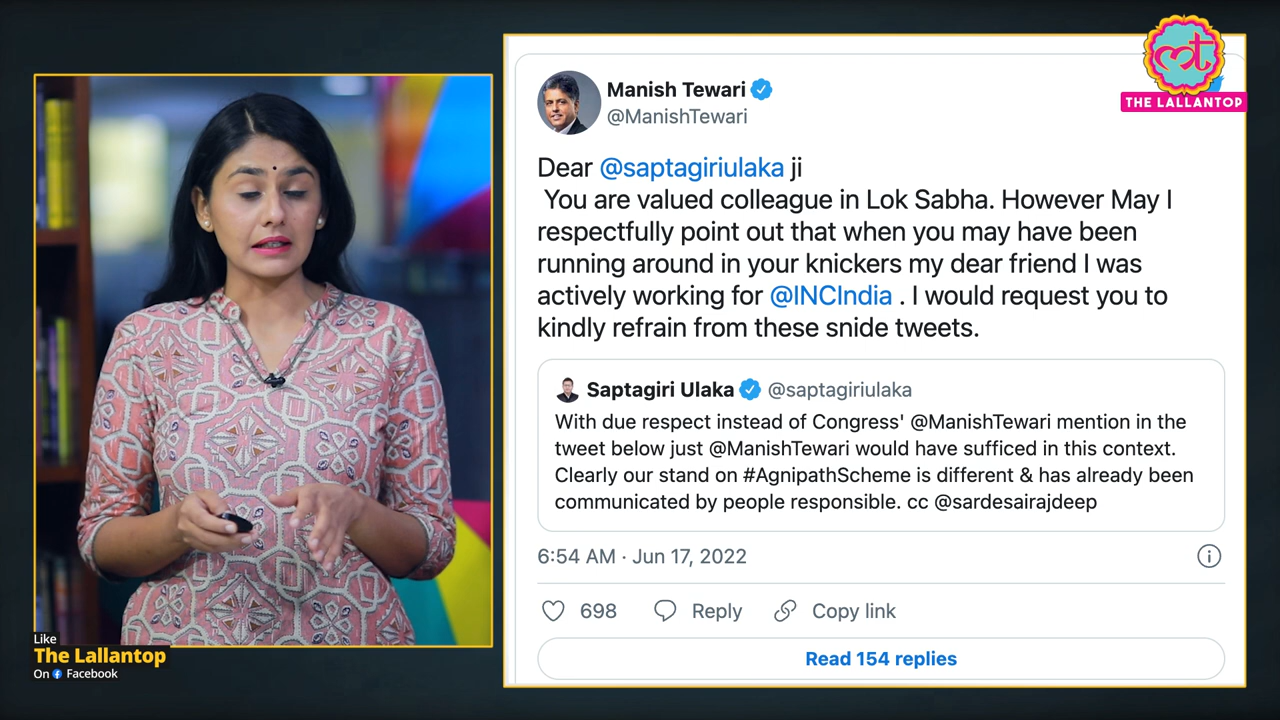 Manish Tewari
@ManishTewari
Dear @saptagiriulaka ji
You are valued colleague in Lok Sabha. However May I
respectfully point out that when you may have been
running around in your knickers my dear friend I was
actively working for @INCIndia . I would request you to
kindly refrain from these snide tweets.
Saptagiri Ulaka @saptagiriulaka
With due respect instead of Congress' @ManishTewari mention in the
tweet below just @ManishTewari would have sufficed in this context.
Clearly our stand on #AgnipathScheme is different & has already been
communicated by people responsible. cc @sardesairajdeep
6:54 AM · Jun 17, 2022
698 Reply Copy link
Read 154 replies
THE LALLANTOP
Like
The Lallantop
On Facebook